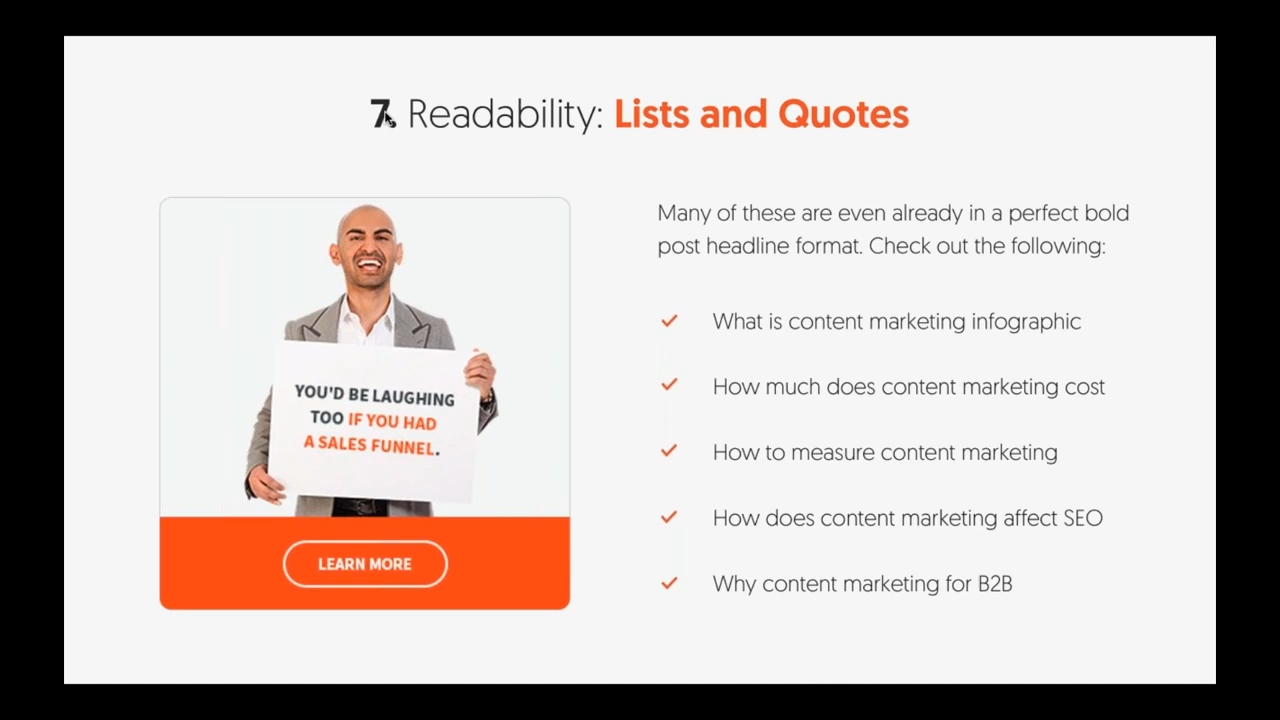 7. Readability: Lists and Quotes
YOU'D BE LAUGHING
TOO IF YOU HAD
A SALES FUNNEL.
LEARN MORE
Many of these are even already in a perfect bold
post headline format. Check out the following:
What is content marketing infographic
How much does content marketing cost
How to measure content marketing
How does content marketing affect SEO
Why content marketing for B2B